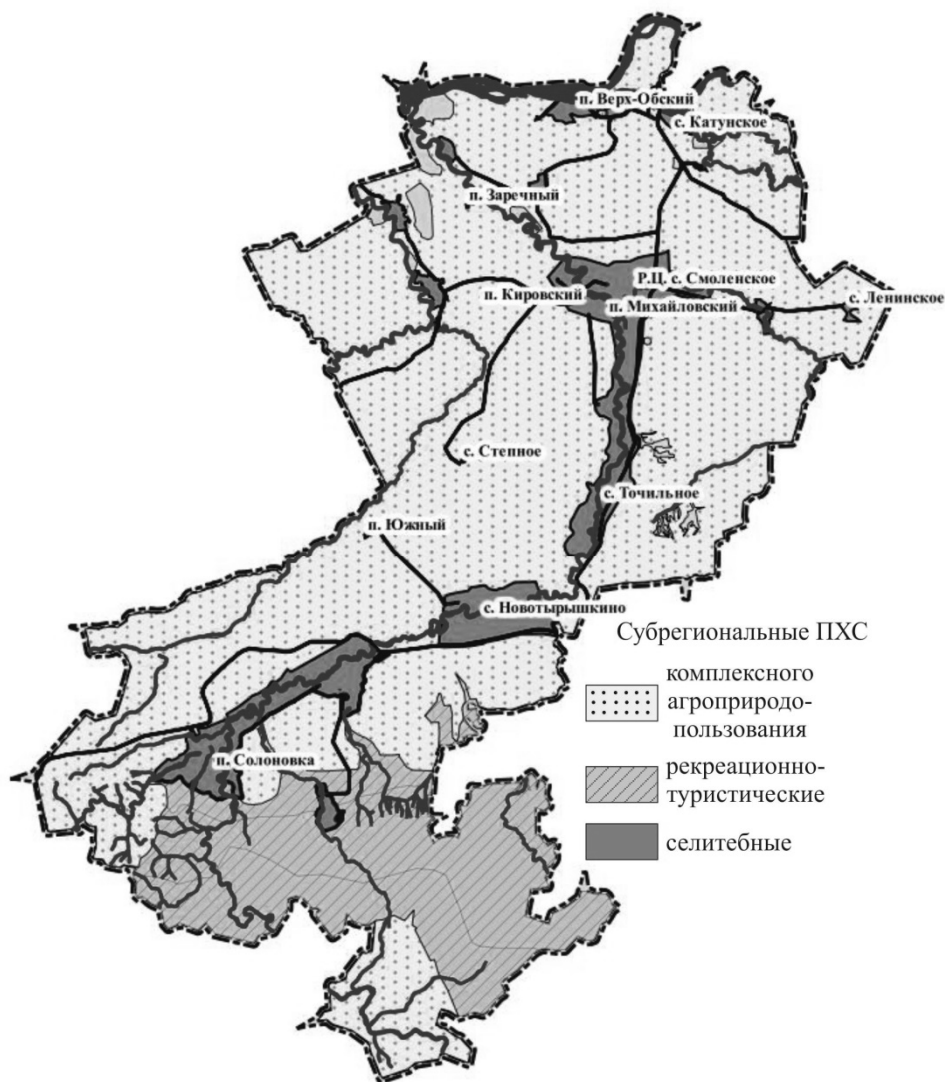 п. Верх-Обский
с. Катунское
п. Заречный
Р.Ц. с. Смоленское
п. Кировский
с. Ленинское
п. Михайловский
с. Степное
с. Точильное
п. Южный
с. Новотырышкино
п. Солоновка
Субрегиональные ПХС
комплексного
агроприродо-
пользования
рекреационно-
туристические
селитебные